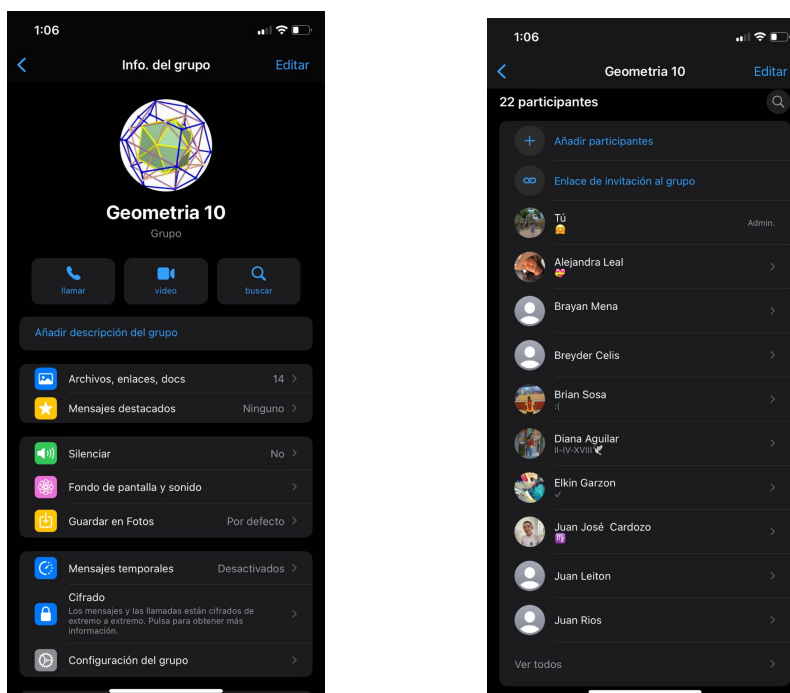 1:06
Info. del grupo
Editar
Geometria 10
Grupo
llamar
video
buscar
Añadir descripción del grupo
Archivos, enlaces, docs
14
Mensajes destacados
Ninguno
Silenciar
No
Fondo de pantalla y sonido
Guardar en Fotos
Por defecto
Mensajes temporales
Desactivados
Cifrado
Los mensajes y las llamadas están cifrados de
extremo a extremo. Pulsa para obtener más
información.
Configuración del grupo
1:06
Geometria 10
Editar
22 participantes
Añadir participantes
Enlace de invitación al grupo
Tú
Admin.
🤗
Alejandra Leal
💝
Brayan Mena
Breyder Celis
Brian Sosa
:(
Diana Aguilar
II-IV-XVIII🕊
Elkin Garzon
✓
Juan José Cardozo
♍
Juan Leiton
Juan Rios
Ver todos